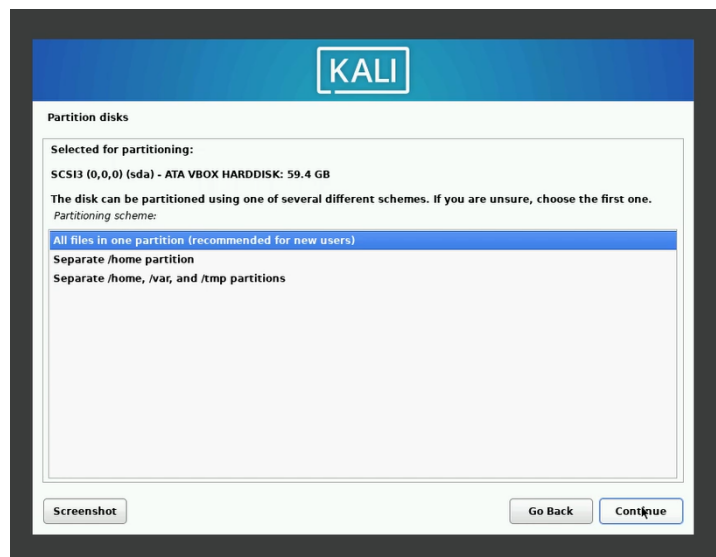 KALI
Partition disks
Selected for partitioning:
SCSI3 (0,0,0) (sda) - ATA VBOX HARDDISK: 59.4 GB
The disk can be partitioned using one of several different schemes. If you are unsure, choose the first one.
Partitioning scheme:
All files in one partition (recommended for new users)
Separate /home partition
Separate /home, /var, and /tmp partitions
Screenshot
Go Back
Continue